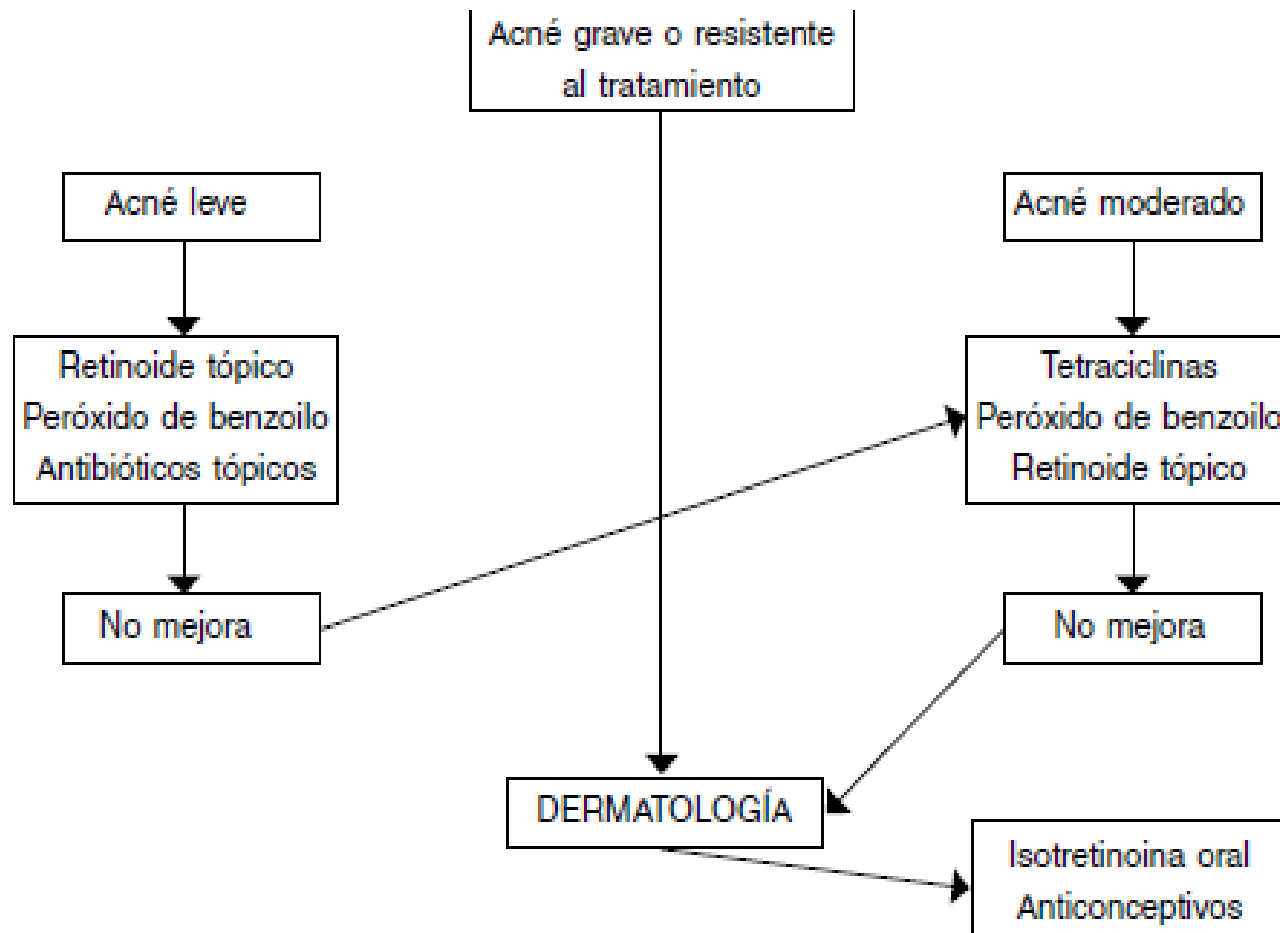 Acné grave o resistente
al tratamiento
Acné leve
Acné moderado
Retinoide tópico
Peróxido de benzoilo
Antibióticos tópicos
Tetraciclinas
Peróxido de benzoilo
Retinoide tópico
No mejora
No mejora
DERMATOLOGÍA
Isotretinoina oral
Anticonceptivos